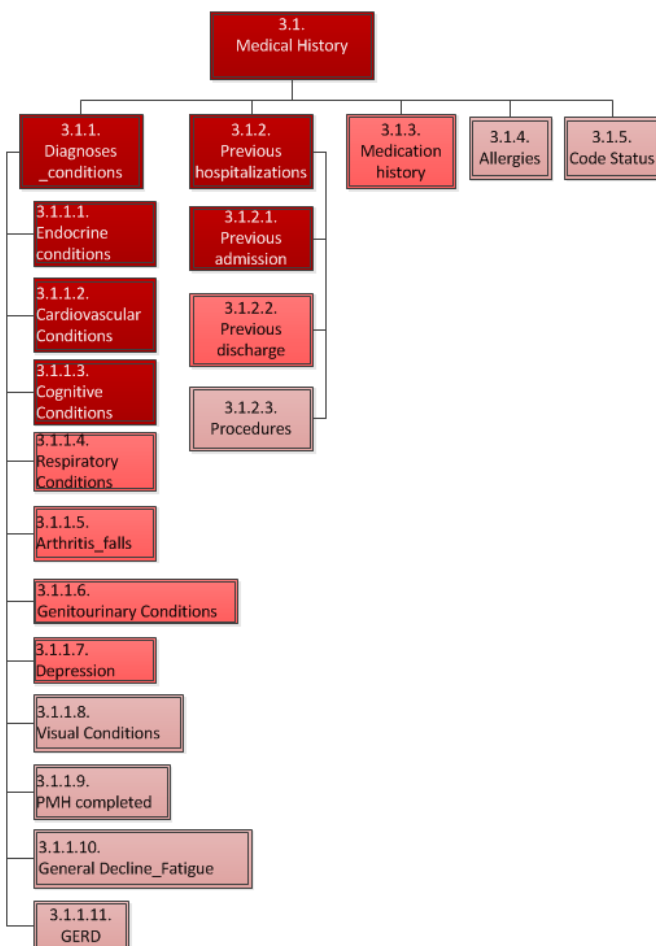 3.1.
Medical History
3.1.1.
Diagnoses
_conditions
3.1.2.
Previous
hospitalizations
3.1.3.
Medication
history
3.1.4.
Allergies
3.1.5.
Code Status
3.1.1.1.
Endocrine
conditions
3.1.1.2.
Cardiovascular
Conditions
3.1.1.3.
Cognitive
Conditions
3.1.1.4.
Respiratory
Conditions
3.1.1.5.
Arthritis_falls
3.1.1.6.
Genitourinary Conditions
3.1.1.7.
Depression
3.1.1.8.
Visual Conditions
3.1.1.9.
PMH completed
3.1.1.10.
General Decline_Fatigue
3.1.1.11.
GERD
3.1.2.1.
Previous
admission
3.1.2.2.
Previous
discharge
3.1.2.3.
Procedures